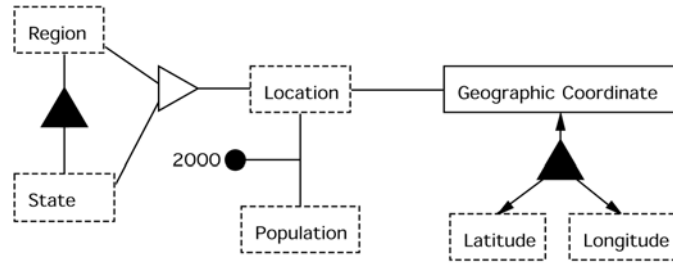 Region
Location
Geographic Coordinate
2000
State
Population
Latitude
Longitude